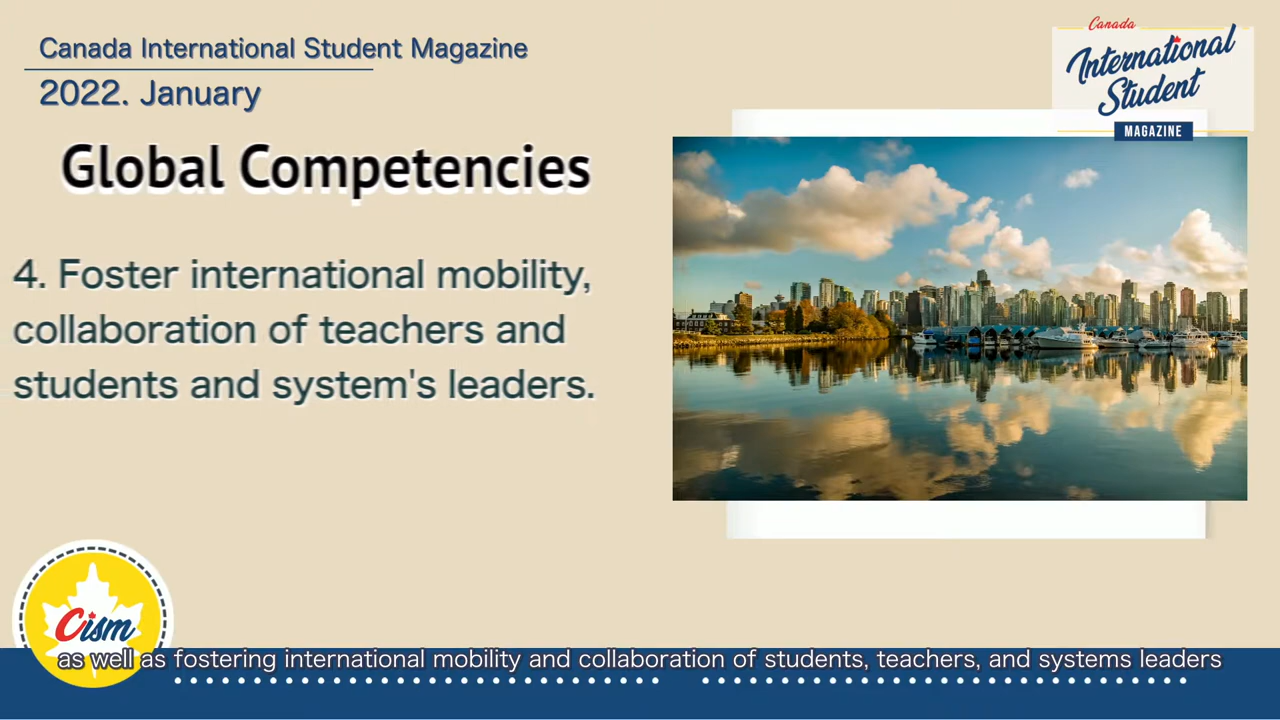 Canada International Student Magazine
2022. January
Canada
International
Student
MAGAZINE
Global Competencies
4. Foster international mobility,
collaboration of teachers and
students and system's leaders.
Cism
as well as fostering international mobility and collaboration of students, teachers, and systems leaders